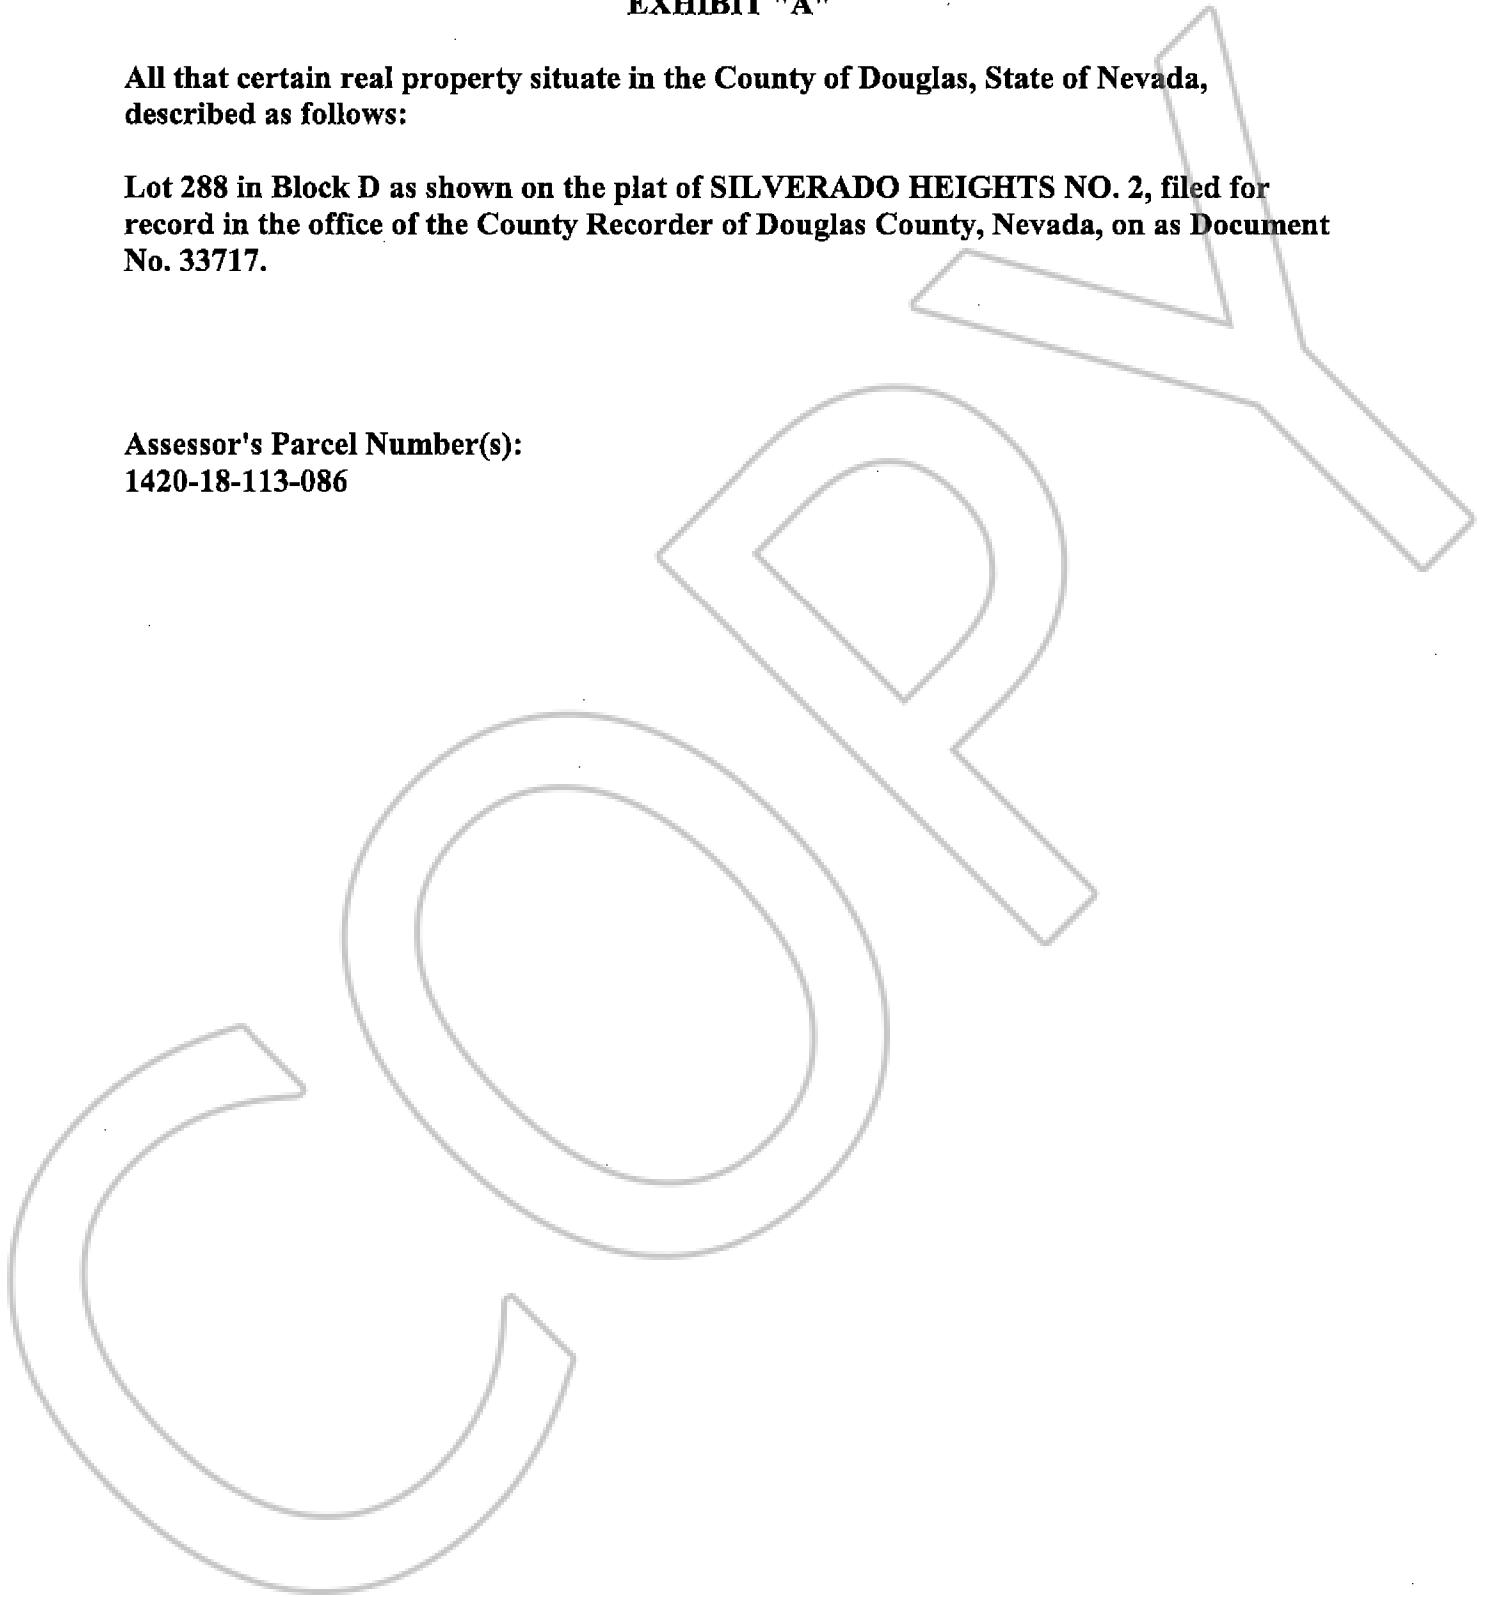 EXHIBIT "A"
All that certain real property situate in the County of Douglas, State of Nevada,
described as follows:
Lot 288 in Block D as shown on the plat of SILVERADO HEIGHTS NO. 2, filed for
record in the office of the County Recorder of Douglas County, Nevada, on as Document
No. 33717.
Assessor's Parcel Number(s):
1420-18-113-086
COPY